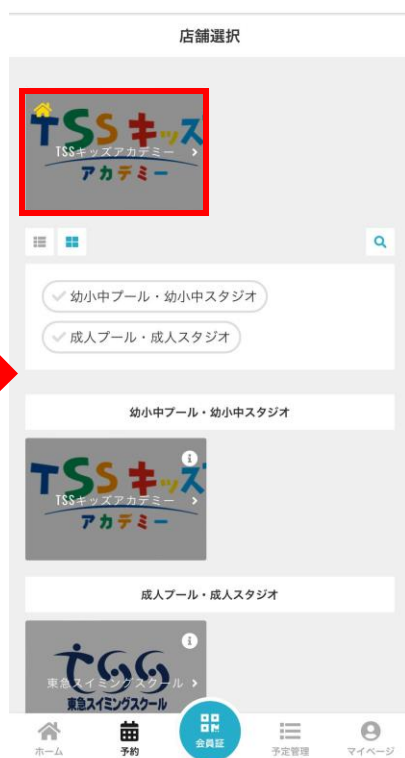 店舗選択
TSSキッズ
TSSキッズアカデミー
アカデミー
幼小中プール・幼小中スタジオ
成人プール・成人スタジオ
幼小中プール・幼小中スタジオ
TSSキッズ
TSSキッズアカデミー
アカデミー
成人プール・成人スタジオ
TSS
東急スイミングスクール
東急スイミングスクール
ホーム
予約
会員証
予定管理
マイページ